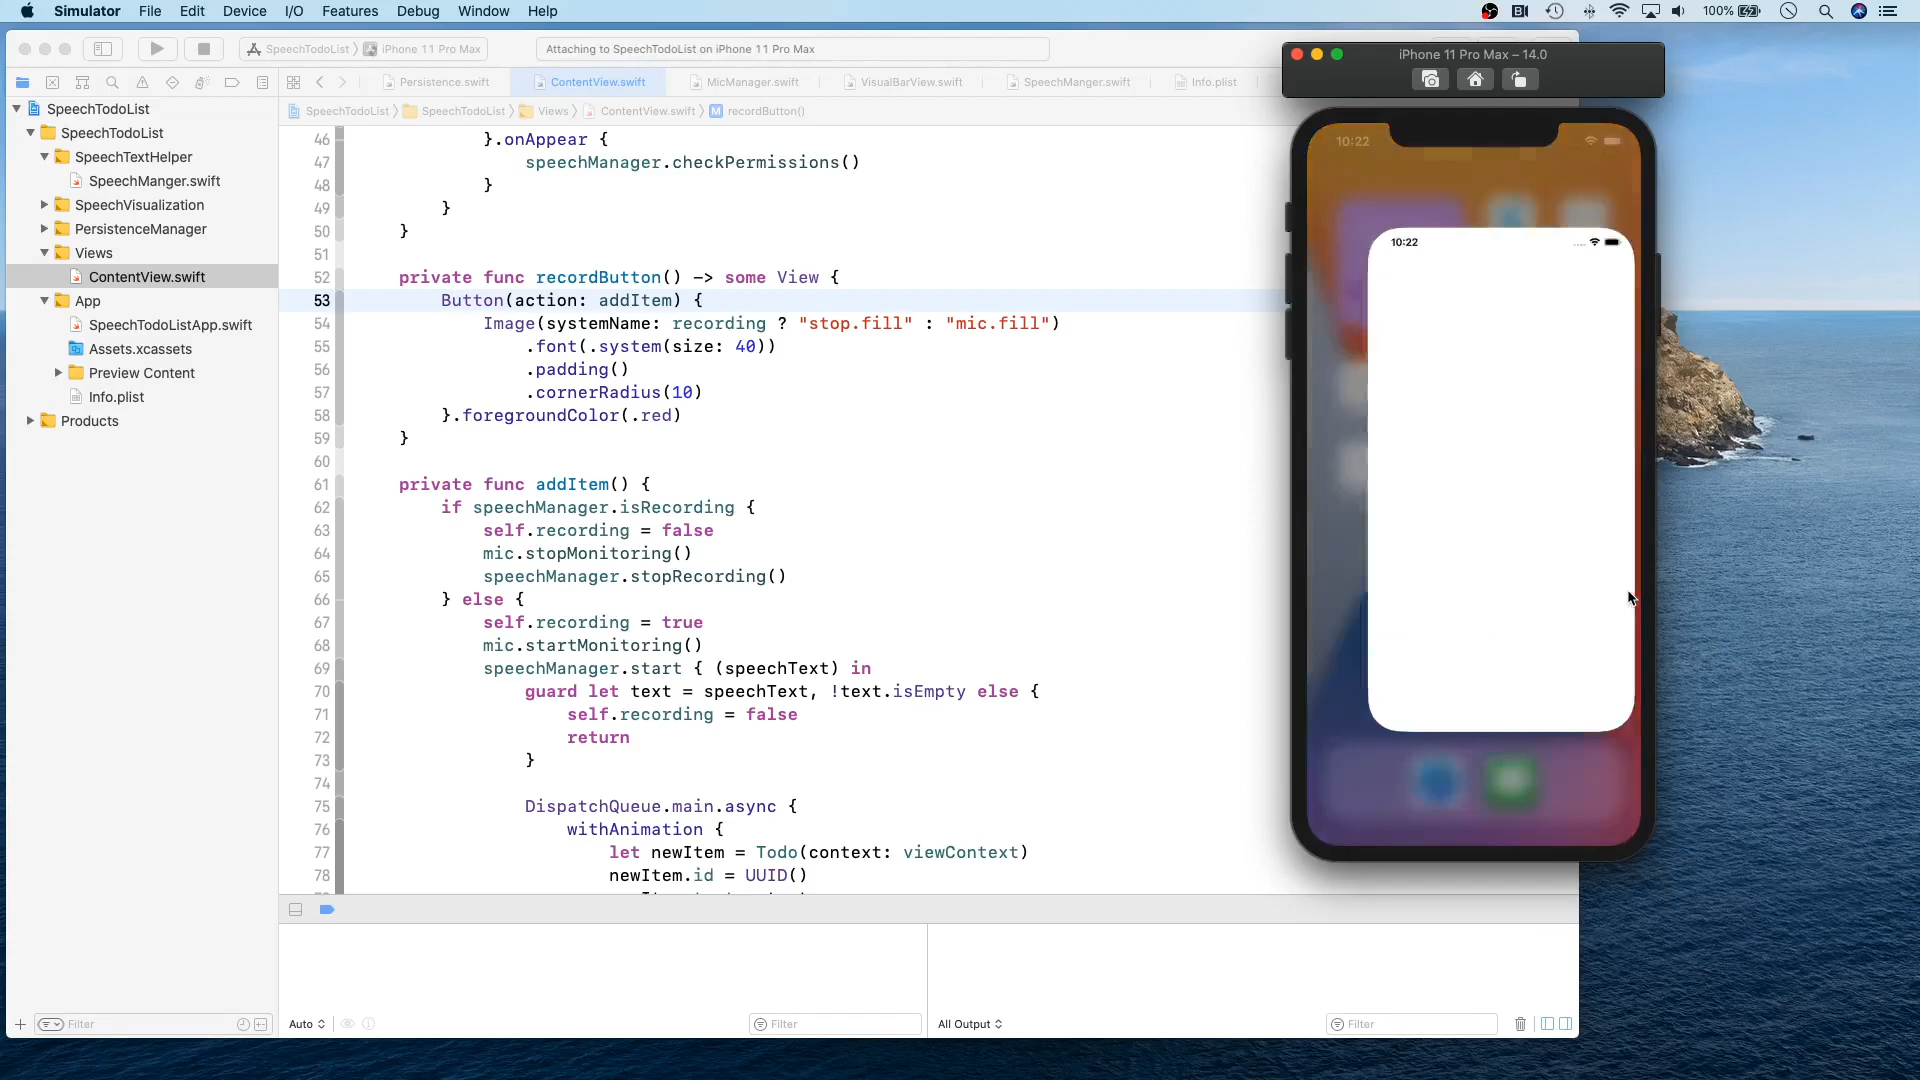 Simulator File Edit Device I/O Features Debug Window Help 100%
SpeechTodoList iPhone 11 Pro Max Attaching to SpeechTodoList on iPhone 11 Pro Max
iPhone 11 Pro Max – 14.0
Persistence.swift ContentView.swift MicManager.swift VisualBarView.swift SpeechManger.swift Info.plist
SpeechTodoList SpeechTodoList Views ContentView.swift M recordButton()
SpeechTodoList
SpeechTodoList
SpeechTextHelper
SpeechManger.swift
SpeechVisualization
PersistenceManager
Views
ContentView.swift
App
SpeechTodoListApp.swift
Assets.xcassets
Preview Content
Info.plist
Products
46 }.onAppear {
47 speechManager.checkPermissions()
48 }
49 }
50 }
51
52 private func recordButton() -> some View {
53 Button(action: addItem) {
54 Image(systemName: recording ? "stop.fill" : "mic.fill")
55 .font(.system(size: 40))
56 .padding()
57 .cornerRadius(10)
58 }.foregroundColor(.red)
59 }
60
61 private func addItem() {
62 if speechManager.isRecording {
63 self.recording = false
64 mic.stopMonitoring()
65 speechManager.stopRecording()
66 } else {
67 self.recording = true
68 mic.startMonitoring()
69 speechManager.start { (speechText) in
70 guard let text = speechText, !text.isEmpty else {
71 self.recording = false
72 return
73 }
74
75 DispatchQueue.main.async {
76 withAnimation {
77 let newItem = Todo(context: viewContext)
78 newItem.id = UUID()
10:22
10:22
Filter
Auto
Filter
All Output
Filter